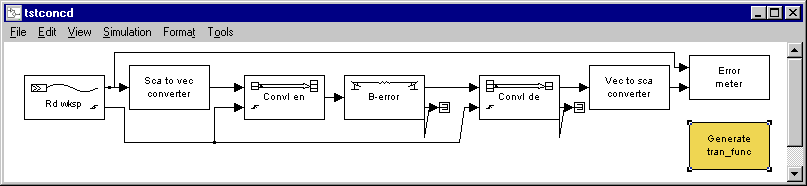 tstconcd
File Edit View Simulation Format Tools
Rd wksp
Sca to vec
converter
Convl en
B-error
Convl de
Vec to sca
converter
Error
meter
Generate
tran_func